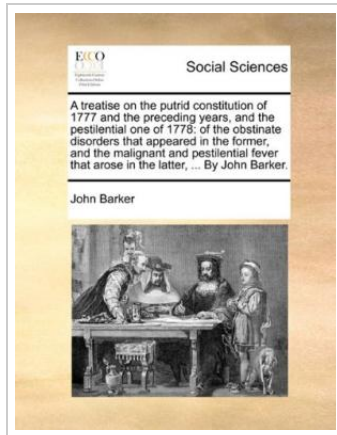 ECCO
Social Sciences
A treatise on the putrid constitution of
1777 and the preceding years, and the
pestilential one of 1778: of the obstinate
disorders that appeared in the former,
and the malignant and pestilential fever
that arose in the latter, ... By John Barker.
John Barker